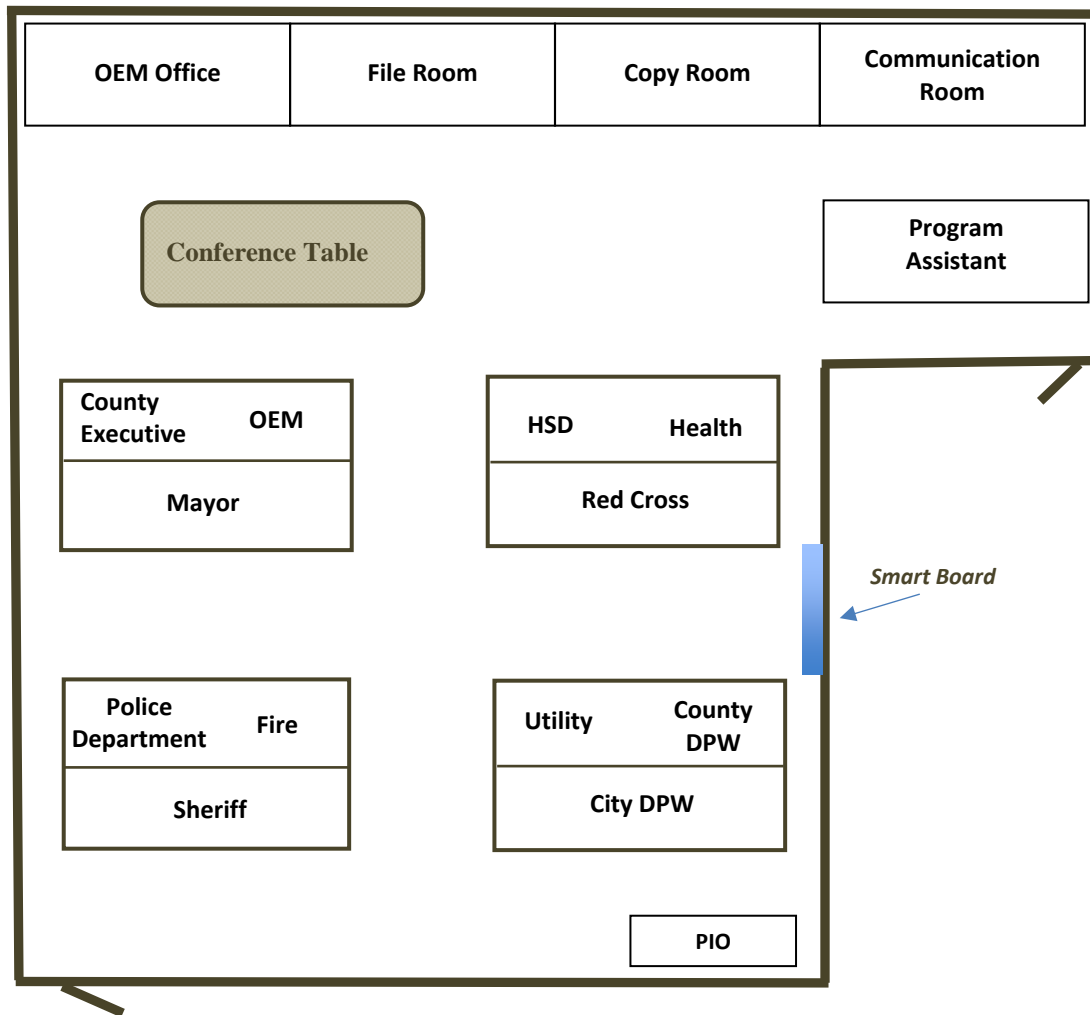 OEM Office
File Room
Copy Room
Communication
Room
Conference Table
Program
Assistant
County
Executive
OEM
Mayor
HSD
Health
Red Cross
Smart Board
Police
Department
Fire
Sheriff
Utility
County
DPW
City DPW
PIO